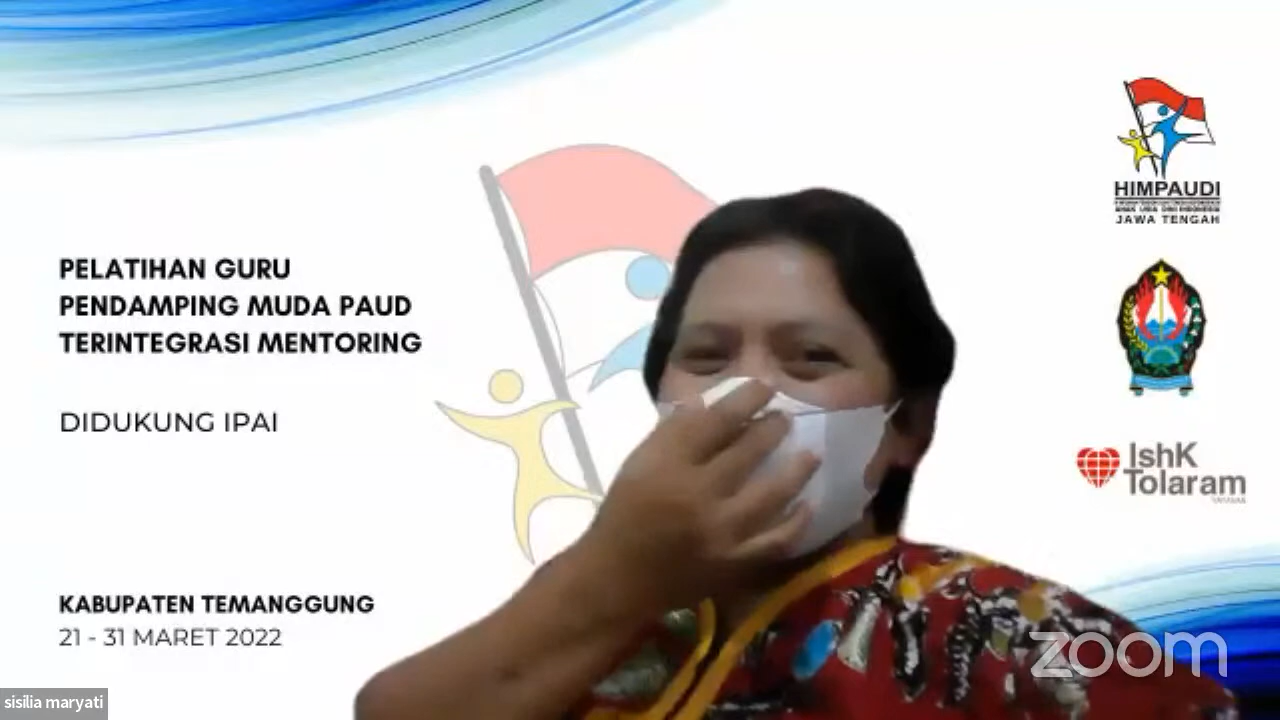 PELATIHAN GURU
PENDAMPING MUDA PAUD
TERINTEGRASI MENTORING
DIDUKUNG IPAI
KABUPATEN TEMANGGUNG
21 - 31 MARET 2022
HIMPAUDI
JAWA TENGAH
IshK
Tolaram
zoom
sisilia maryati